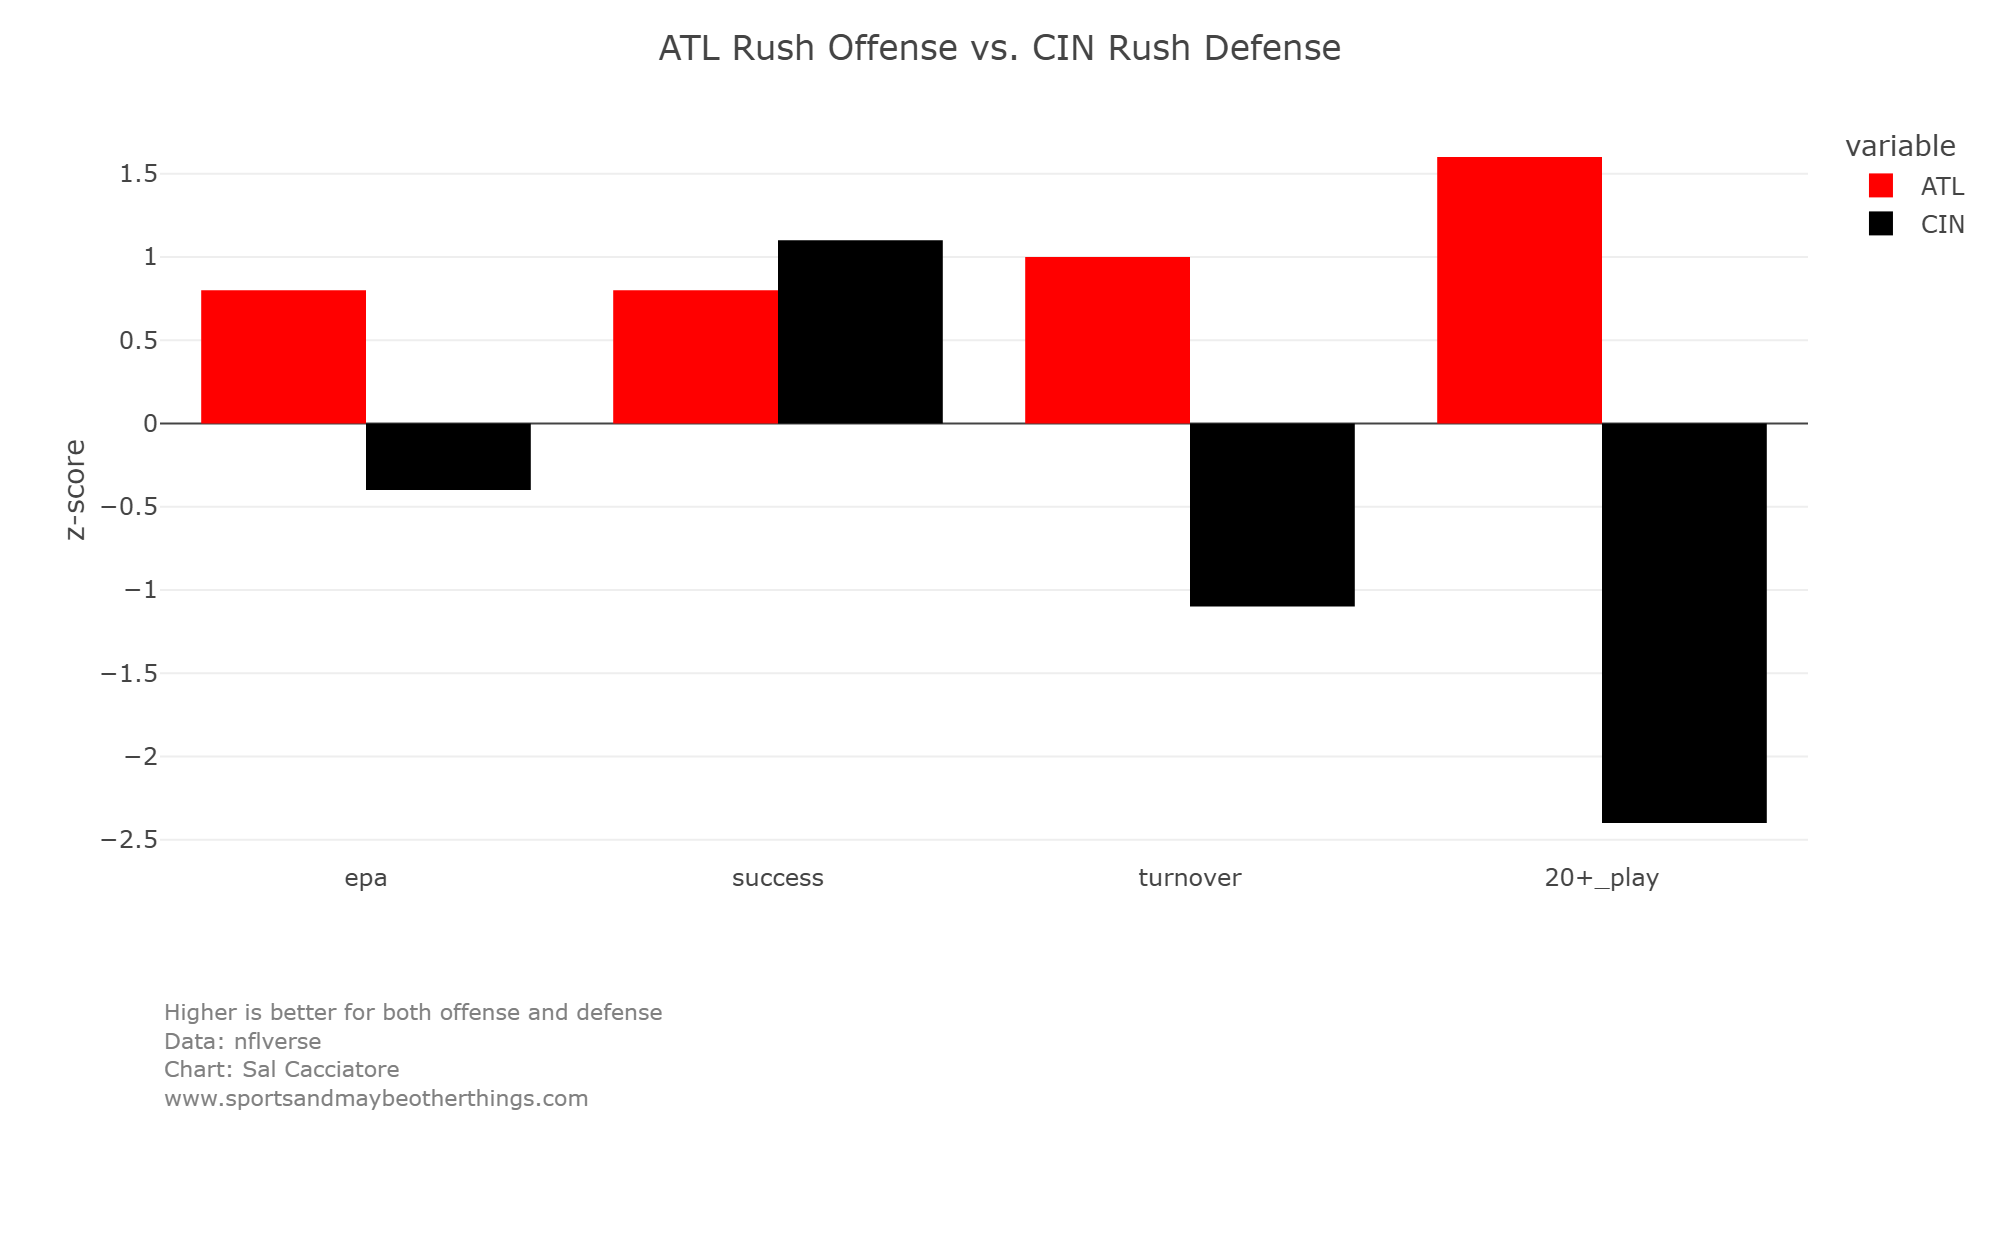 ATL Rush Offense vs. CIN Rush Defense
variable
ATL
CIN
1.5
1
0.5
0
−0.5
−1
−1.5
−2
−2.5
z-score
epa
success
turnover
20+_play
Higher is better for both offense and defense
Data: nflverse
Chart: Sal Cacciatore
www.sportsandmaybeotherthings.com